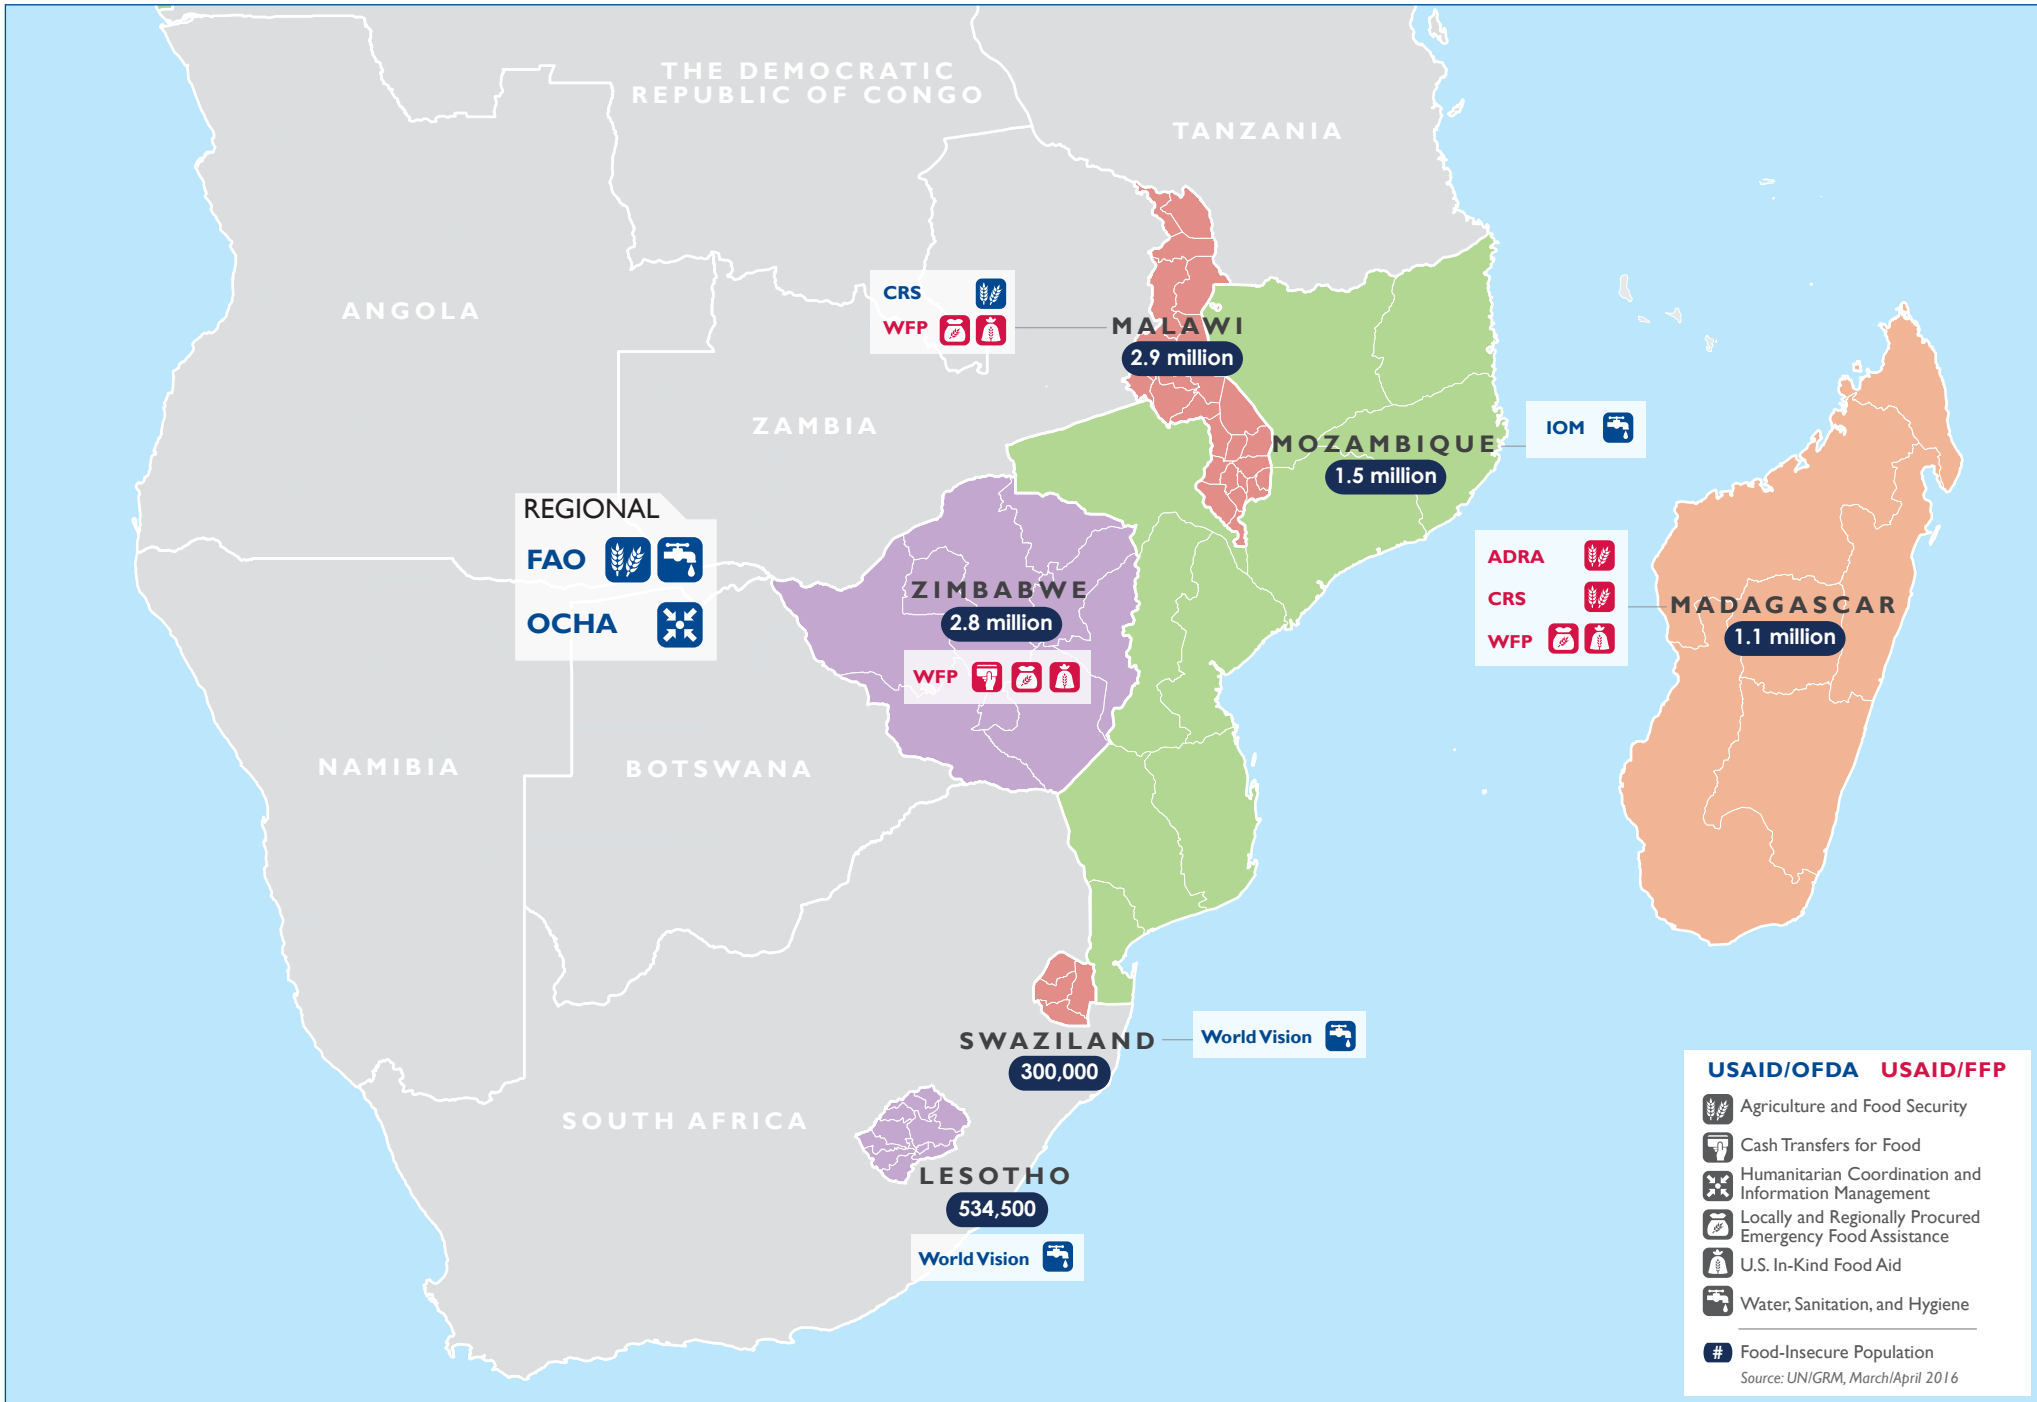 THE DEMOCRATIC
REPUBLIC OF CONGO
TANZANIA
ANGOLA
CRS
WFP
MALAWI
2.9 million
ZAMBIA
MOZAMBIQUE
1.5 million
IOM
REGIONAL
FAO
OCHA
ZIMBABWE
2.8 million
WFP
ADRA
CRS
WFP
MADAGASCAR
1.1 million
NAMIBIA
BOTSWANA
SWAZILAND
300,000
World Vision
SOUTH AFRICA
LESOTHO
534,500
World Vision
USAID/OFDA USAID/FFP
Agriculture and Food Security
Cash Transfers for Food
Humanitarian Coordination and
Information Management
Locally and Regionally Procured
Emergency Food Assistance
U.S. In-Kind Food Aid
Water, Sanitation, and Hygiene
# Food-Insecure Population
Source: UN/GRM, March/April 2016